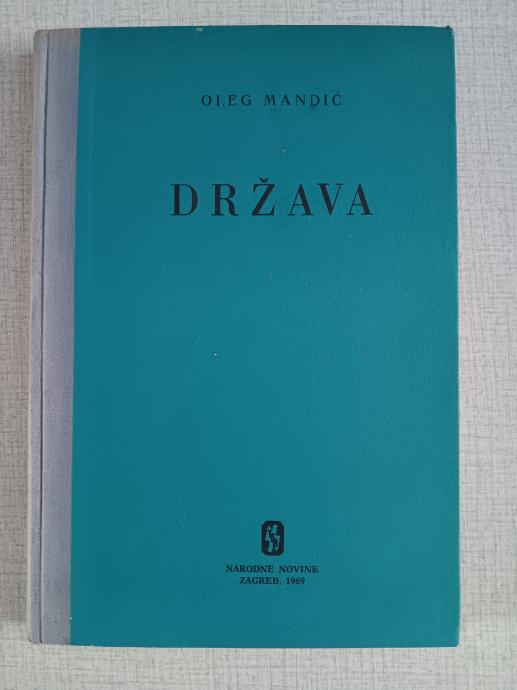 OLEG MANDIĆ
DRŽAVA
NARODNE NOVINE
ZAGREB, 1969